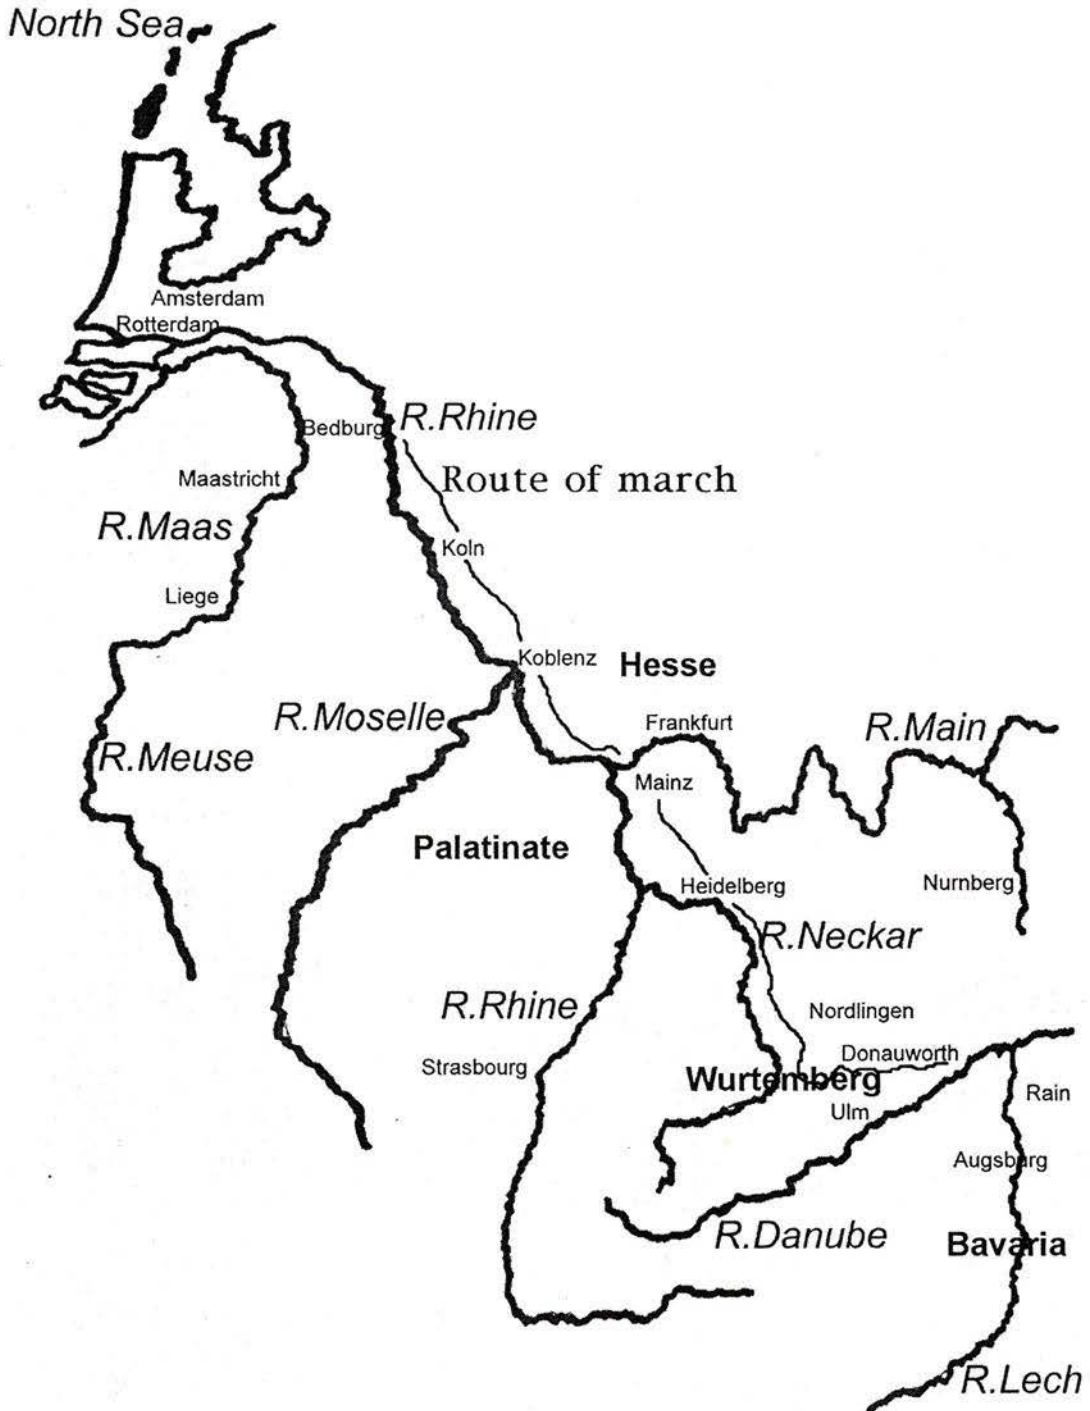 North Sea
Amsterdam
Rotterdam
Bedburg
R.Rhine
Maastricht
Route of march
R.Maas
Koln
Liege
Koblenz
Hesse
R.Moselle
Frankfurt
R.Main
R.Meuse
Mainz
Palatinate
Heidelberg
Nurnberg
R.Neckar
R.Rhine
Nordlingen
Strasbourg
Donauworth
Wurtemberg
Rain
Ulm
Augsburg
R.Danube
Bavaria
R.Lech